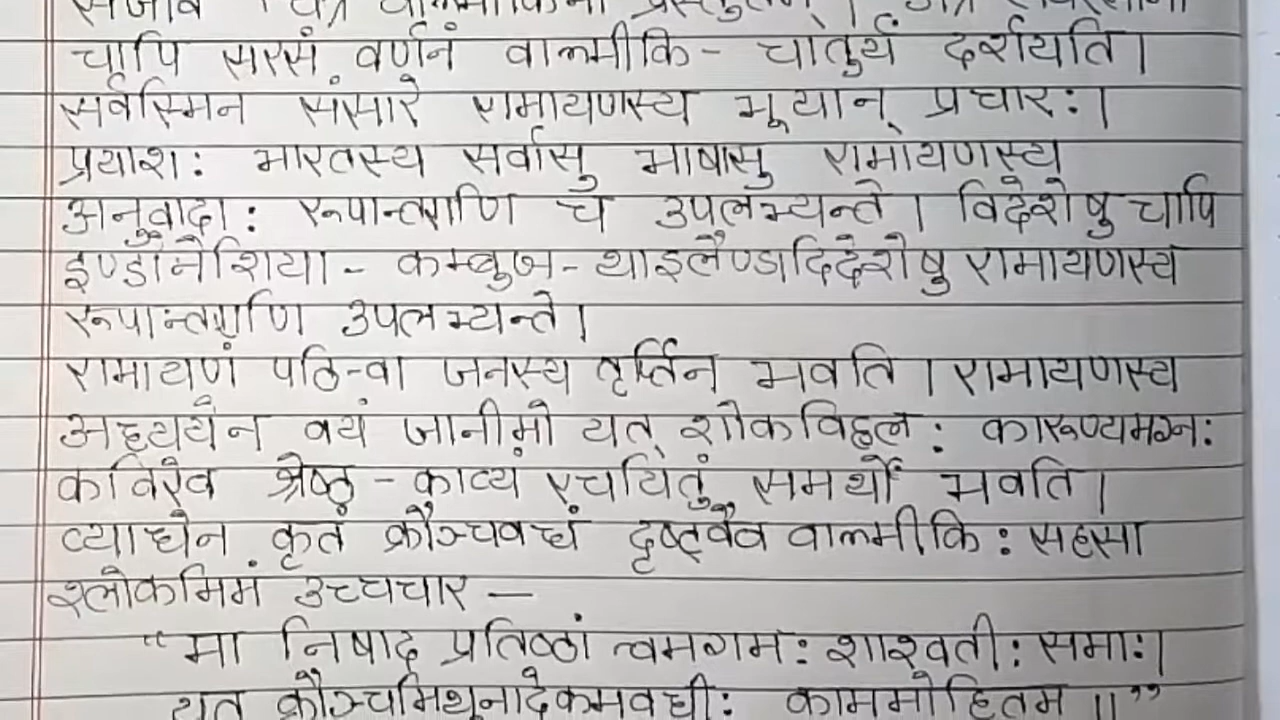 चापि सरसं वर्णनं वाल्मीकि - चातुर्यं दर्शयति।
सर्वस्मिन संसारे रामायणस्य भूयान् प्रचारः।
प्रयाशः भारतस्य सर्वासु भाषासु रामायणस्य
अनुवादाः रूपान्तराणि च उपलभ्यन्ते। विदेशेषु चापि
इण्डोनेशिया - कम्बुज - थाइलैण्डादिदेशेषु रामायणस्य
रूपान्तराणि उपलभ्यन्ते।
रामायणं पठित्वा जनस्य तृप्तिर्न भवति। रामायणस्य
अध्ययेन वयं जानीमो यत् शोकविह्वलः कारूण्यमग्नः
कविरेव श्रेष्ठं - काव्यं रचयितुं समर्थो भवति।
व्याधेन कृतं क्रौञ्चवधं दृष्ट्वैव वाल्मीकिः सहसा
श्लोकमिमं उच्चचार —
“मा निषाद प्रतिष्ठां त्वमगमः शाश्वतीः समाः।
यत क्रौञ्चमिथुनादेकमवधीः काममोहितम॥”